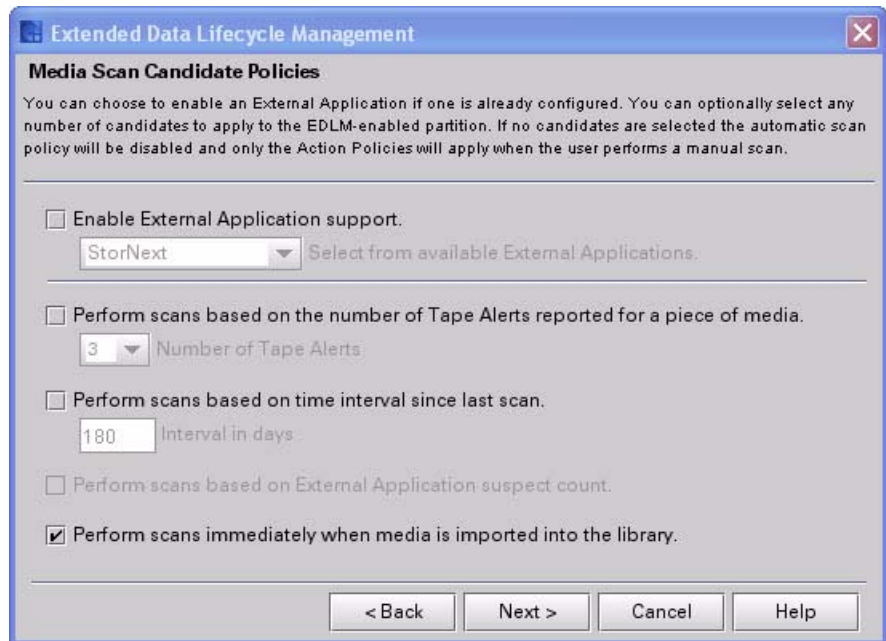 Extended Data Lifecycle Management
Media Scan Candidate Policies
You can choose to enable an External Application if one is already configured. You can optionally select any
number of candidates to apply to the EDLM-enabled partition. If no candidates are selected the automatic scan
policy will be disabled and only the Action Policies will apply when the user performs a manual scan.
Enable External Application support.
StorNext Select from available External Applications.
Perform scans based on the number of Tape Alerts reported for a piece of media.
3 Number of Tape Alerts
Perform scans based on time interval since last scan.
180 Interval in days
Perform scans based on External Application suspect count.
Perform scans immediately when media is imported into the library.
< Back Next > Cancel Help